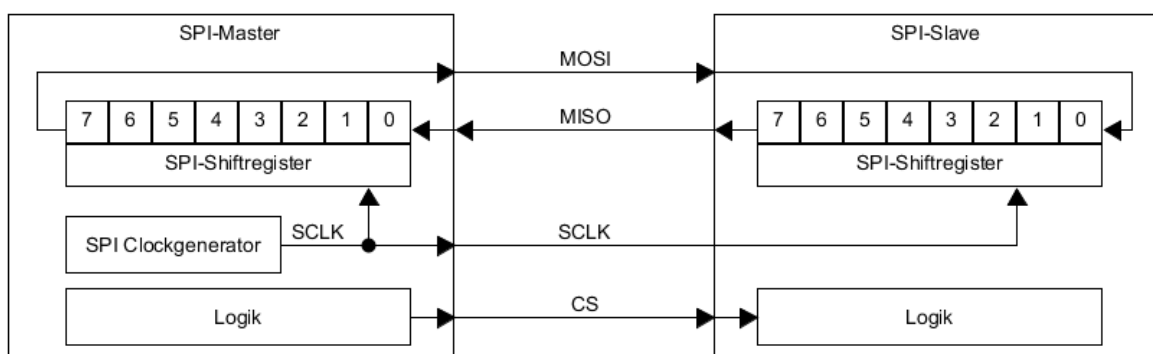 SPI-Master
SPI-Slave
MOSI
7 6 5 4 3 2 1 0
MISO
7 6 5 4 3 2 1 0
SPI-Shiftregister
SPI-Shiftregister
SPI Clockgenerator
SCLK
SCLK
Logik
CS
Logik